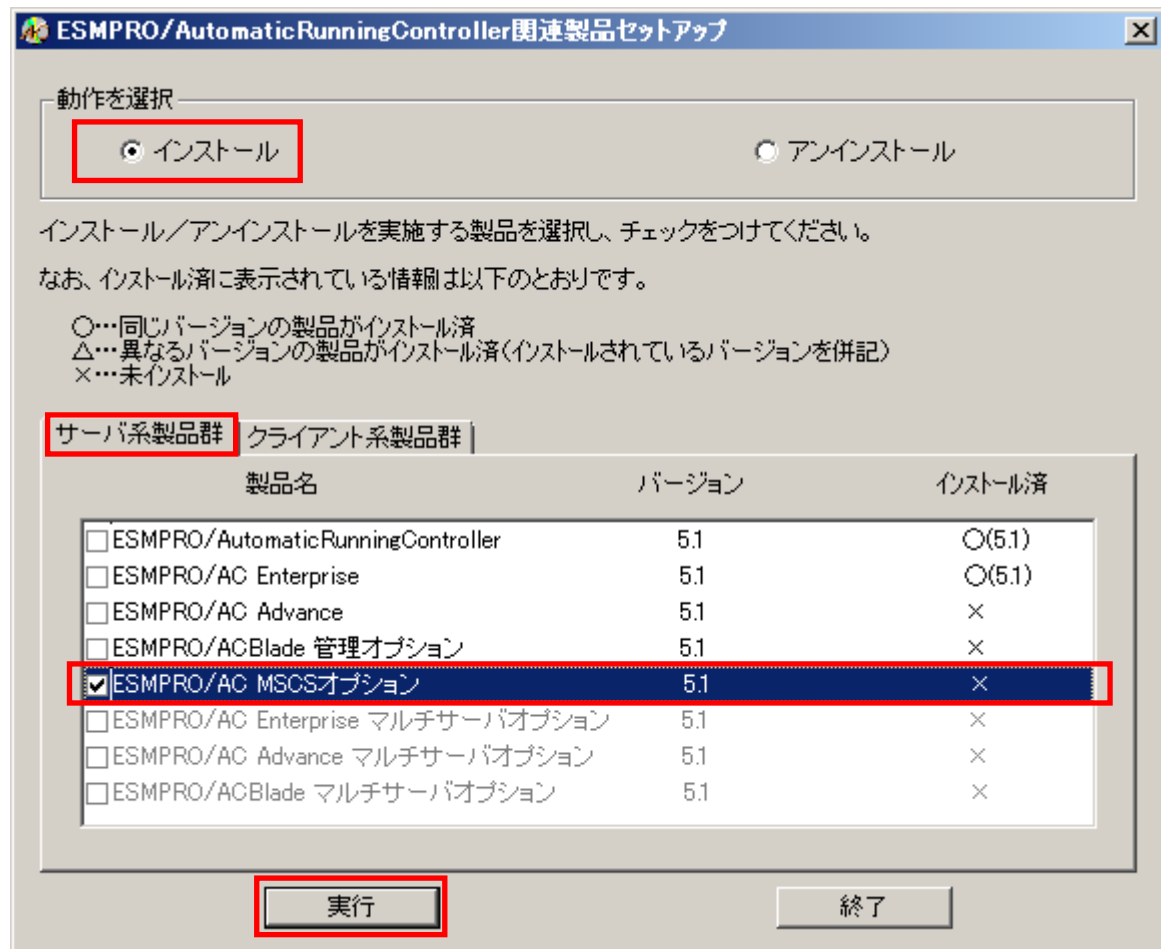 ESMPRO/AutomaticRunningController関連製品セットアップ
動作を選択
インストール アンインストール
インストール／アンインストールを実施する製品を選択し、チェックをつけてください。
なお、インストール済に表示されている情報は以下のとおりです。
○…同じバージョンの製品がインストール済
△…異なるバージョンの製品がインストール済(インストールされているバージョンを併記)
×…未インストール
サーバ系製品群 クライアント系製品群
製品名 バージョン インストール済
ESMPRO/AutomaticRunningController 5.1 ○(5.1)
ESMPRO/AC Enterprise 5.1 ○(5.1)
ESMPRO/AC Advance 5.1 ×
ESMPRO/ACBlade 管理オプション 5.1 ×
ESMPRO/AC MSCSオプション 5.1 ×
ESMPRO/AC Enterprise マルチサーバオプション 5.1 ×
ESMPRO/AC Advance マルチサーバオプション 5.1 ×
ESMPRO/ACBlade マルチサーバオプション 5.1 ×
実行 終了